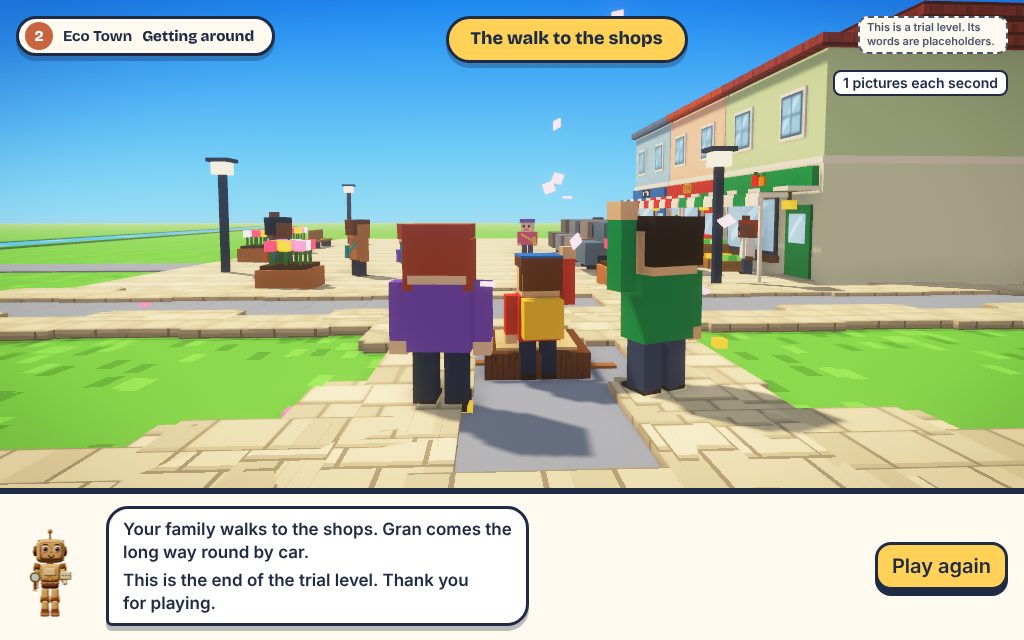 2 Eco Town Getting around
The walk to the shops
This is a trial level. Its
words are placeholders.
1 pictures each second
Your family walks to the shops. Gran comes the
long way round by car.
This is the end of the trial level. Thank you
for playing.
Play again